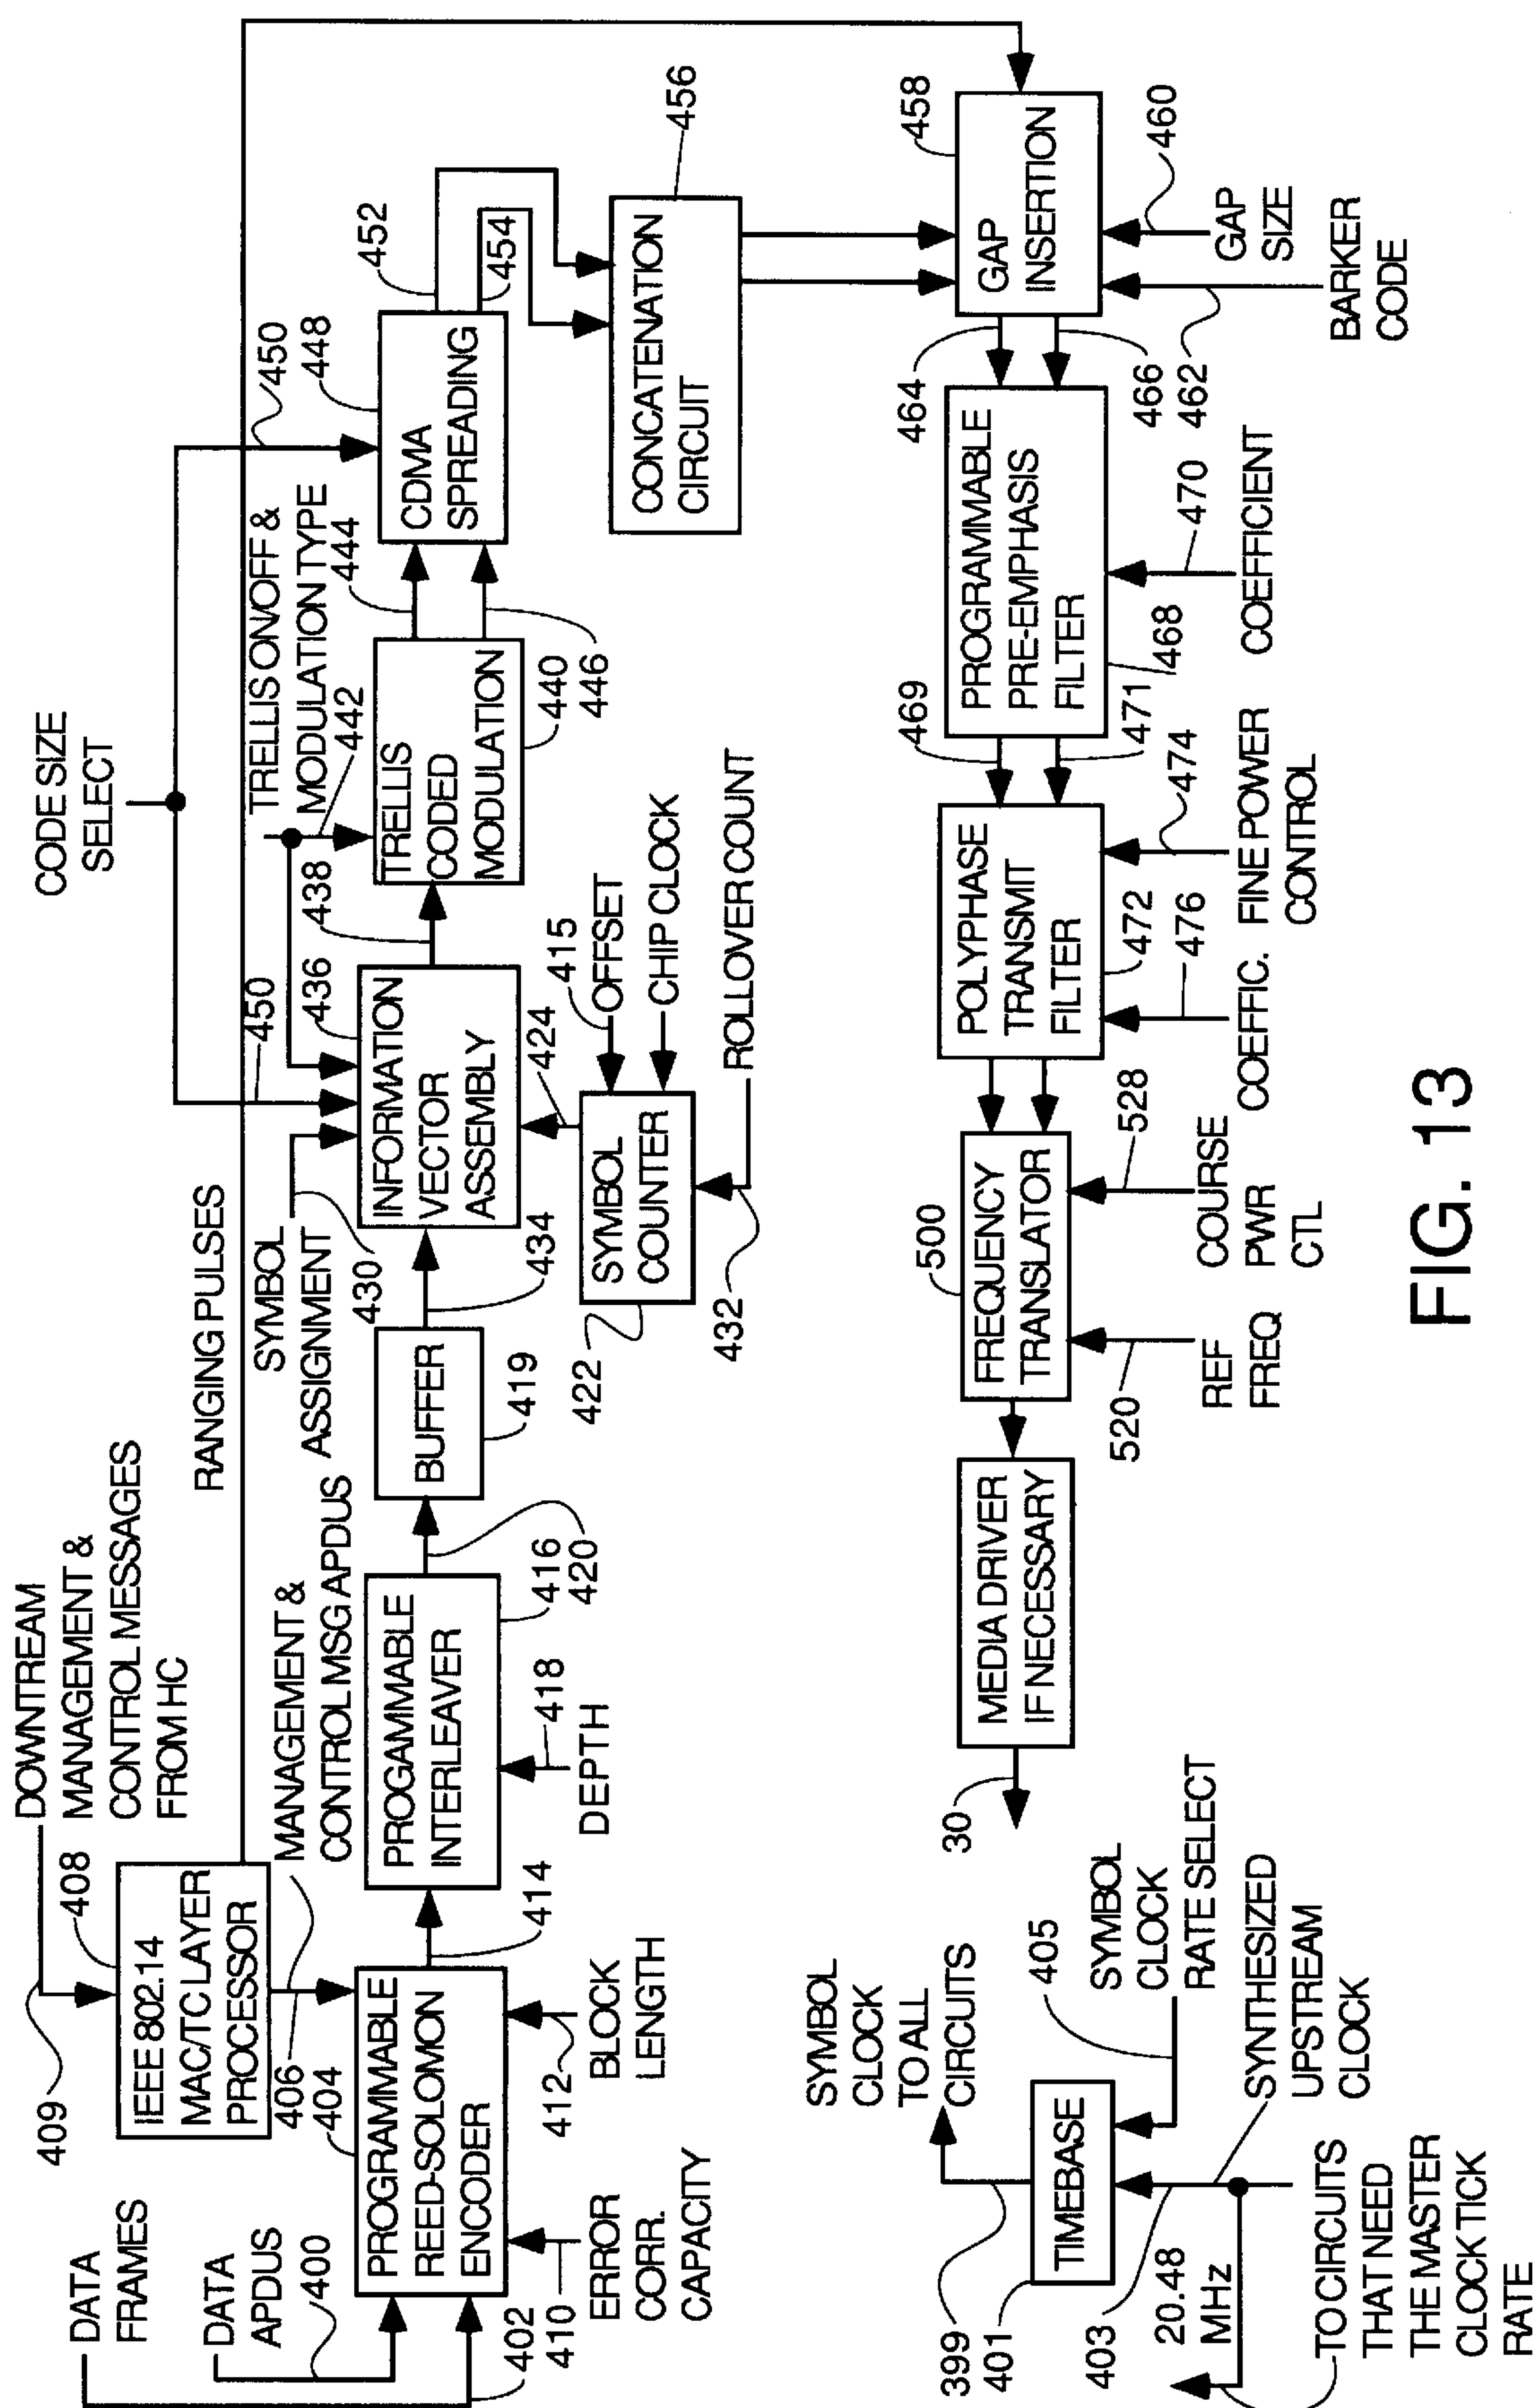 DATA
FRAMES
DATA
APDUS
400
402
409
DOWNTREAM
MANAGEMENT &
CONTROL MESSAGES
FROM HC
408
IEEE 802.14
MAC/TC LAYER
PROCESSOR
406
404
MANAGEMENT &
CONTROL MSG APDUS
PROGRAMMABLE
REED-SOLOMON
ENCODER
410
ERROR
CORR.
CAPACITY
412
BLOCK
LENGTH
414
PROGAMMABLE
INTERLEAVER
416
420
418
DEPTH
BUFFER
419
434
RANGING PULSES
SYMBOL
ASSIGNMENT
430
450
436
INFORMATION
VECTOR
ASSEMBLY
438
424
415
OFFSET
CHIP CLOCK
SYMBOL
COUNTER
422
432
ROLLOVER COUNT
CODE SIZE
SELECT
TRELLIS ON/OFF &
MODULATION TYPE
442
444
TRELLIS
CODED
MODULATION
440
446
450
448
CDMA
SPREADING
452
454
CONCATENATION
CIRCUIT
456
458
GAP
INSERTION
460
GAP
SIZE
462
BARKER
CODE
464
466
PROGRAMMABLE
PRE-EMPHASIS
FILTER
468
470
COEFFICIENT
469
471
POLYPHASE
TRANSMIT
FILTER
472
474
FINE POWER
CONTROL
476
COEFFIC.
500
FREQUENCY
TRANSLATOR
528
COURSE
PWR
CTL
520
REF
FREQ
MEDIA DRIVER
IF NECESSARY
30
SYMBOL
CLOCK
TO ALL
CIRCUITS
399
401
TIMEBASE
405
SYMBOL
CLOCK
RATE SELECT
403
20.48
MHz
SYNTHESIZED
UPSTREAM
CLOCK
TO CIRCUITS
THAT NEED
THE MASTER
CLOCK TICK
RATE
FIG. 13